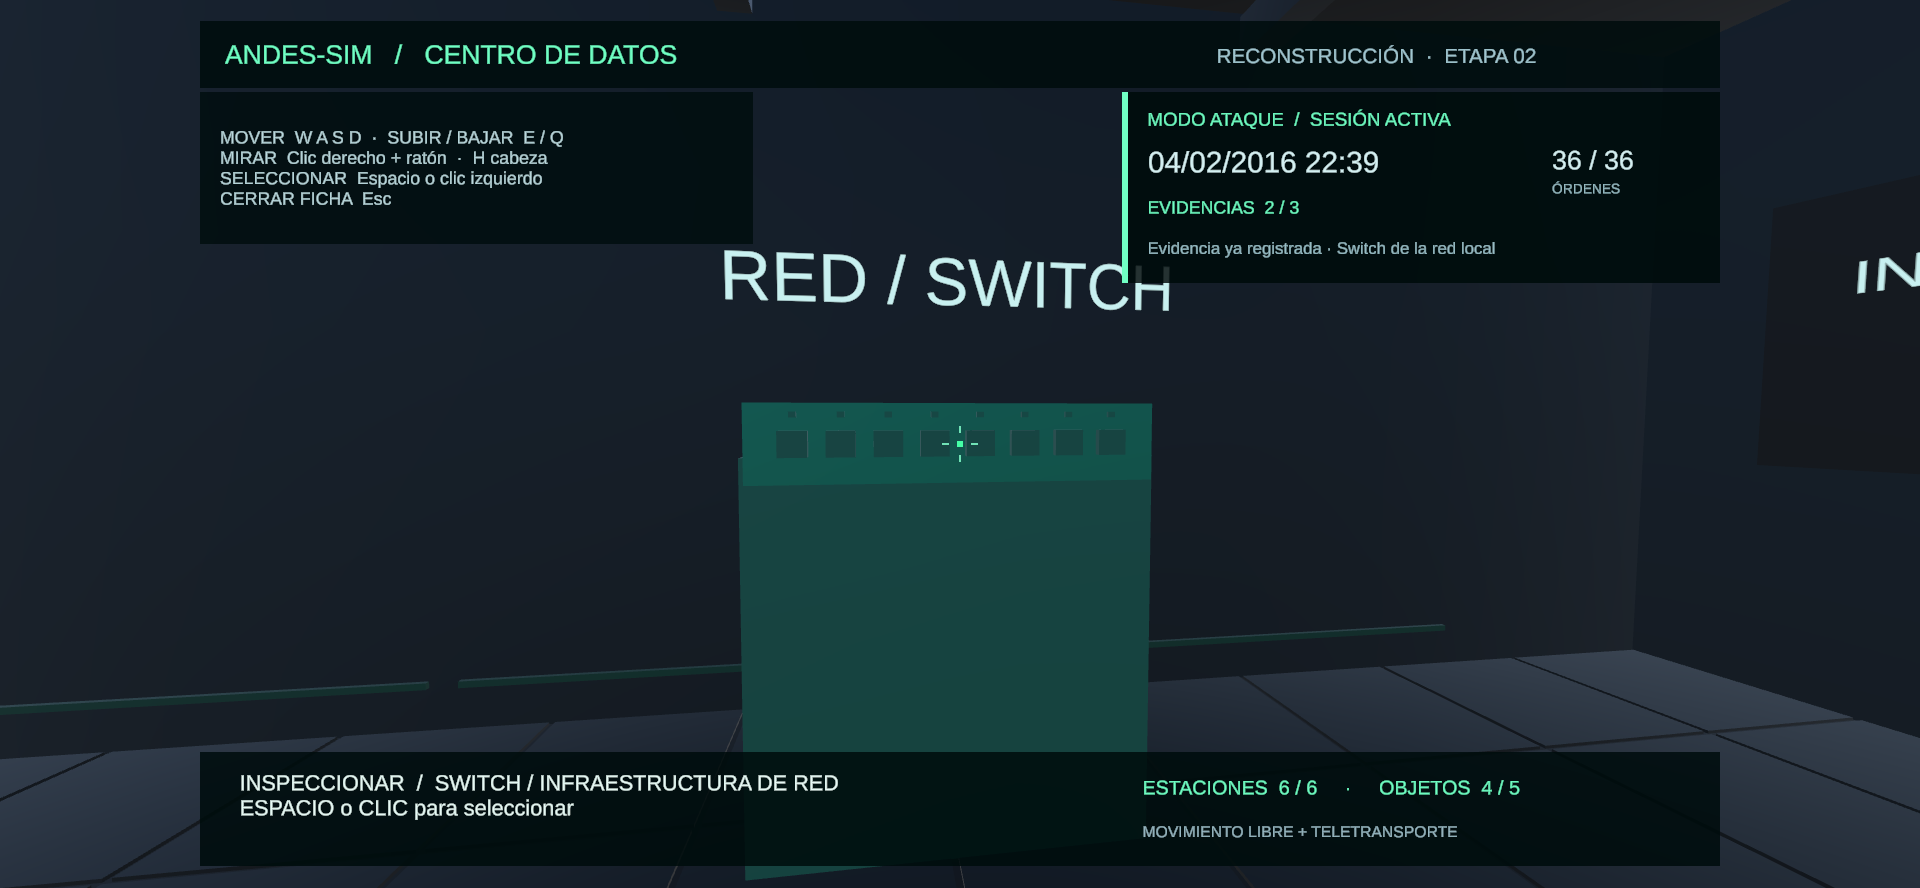 ANDES-SIM / CENTRO DE DATOS
RECONSTRUCCIÓN · ETAPA 02
MOVER W A S D · SUBIR / BAJAR E / Q
MIRAR Clic derecho + ratón · H cabeza
SELECCIONAR Espacio o clic izquierdo
CERRAR FICHA Esc
MODO ATAQUE / SESIÓN ACTIVA
04/02/2016 22:39
36 / 36
ÓRDENES
EVIDENCIAS 2 / 3
Evidencia ya registrada · Switch de la red local
RED / SWITCH
IN
INSPECCIONAR / SWITCH / INFRAESTRUCTURA DE RED
ESPACIO o CLIC para seleccionar
ESTACIONES 6 / 6 · OBJETOS 4 / 5
MOVIMIENTO LIBRE + TELETRANSPORTE